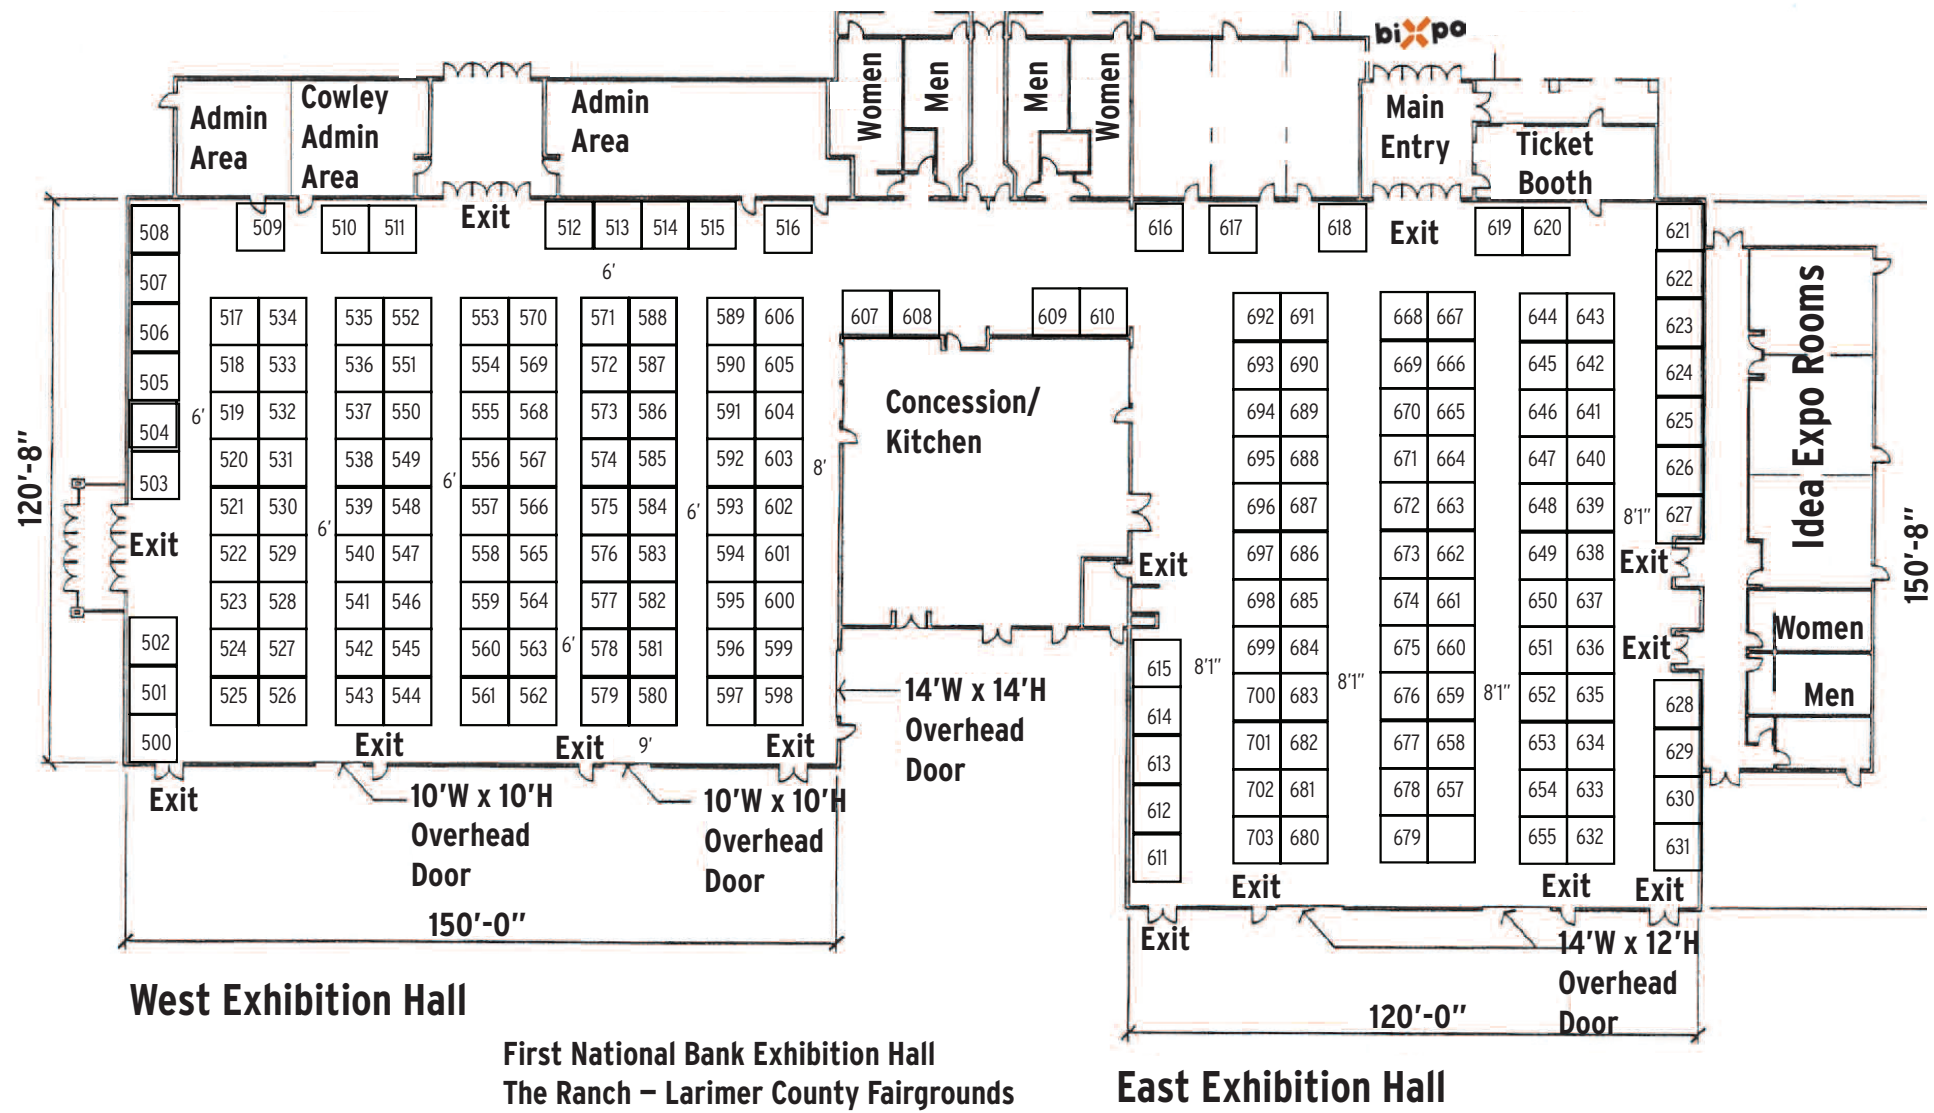 bixpo
Women
Men
Men
Women
Admin
Area
Cowley
Admin
Area
Admin
Area
Main
Entry
Ticket
Booth
Exit
Exit
508
509
510 511
512 513 514 515
516
616
617
618
619 620
621
507
6'
622
506
517 534
535 552
553 570
571 588
589 606
607 608
609 610
692 691
668 667
644 643
623
505
518 533
536 551
554 569
572 587
590 605
693 690
669 666
645 642
624
504
6'
519 532
537 550
555 568
573 586
591 604
Concession/
Kitchen
694 689
670 665
646 641
625
503
520 531
538 549
6'
556 567
574 585
592 603
8'
695 688
671 664
647 640
626
120'-8"
521 530
6'
539 548
557 566
575 584
6'
593 602
696 687
672 663
648 639
8'1"
627
Idea Expo Rooms
150'-8"
Exit
522 529
540 547
558 565
576 583
594 601
Exit
697 686
673 662
649 638
Exit
523 528
541 546
559 564
577 582
595 600
698 685
674 661
650 637
502
524 527
542 545
560 563
6'
578 581
596 599
615
8'1"
699 684
675 660
651 636
Exit
Women
501
525 526
543 544
561 562
579 580
597 598
14'W x 14'H
Overhead
Door
614
700 683
8'1"
676 659
8'1"
652 635
628
Men
500
Exit
Exit
9'
Exit
613
701 682
677 658
653 634
629
Exit
10'W x 10'H
Overhead
Door
10'W x 10'H
Overhead
Door
612
702 681
678 657
654 633
630
611
703 680
679
655 632
631
Exit
Exit
Exit
150'-0"
Exit
14'W x 12'H
Overhead
Door
120'-0"
West Exhibition Hall
First National Bank Exhibition Hall
The Ranch – Larimer County Fairgrounds
East Exhibition Hall